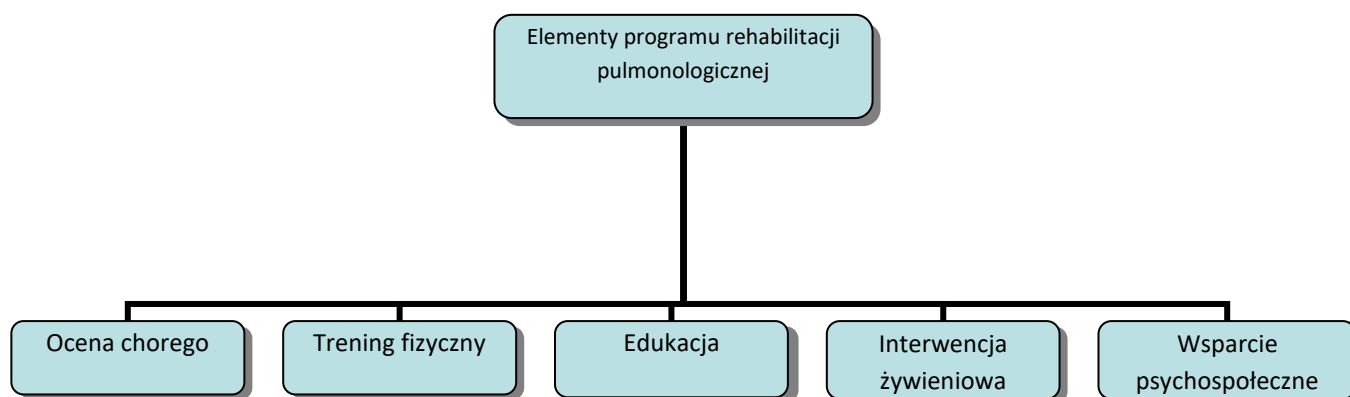 Elementy programu rehabilitacji
pulmonologicznej
Ocena chorego
Trening fizyczny
Edukacja
Interwencja
żywieniowa
Wsparcie
psychospołeczne